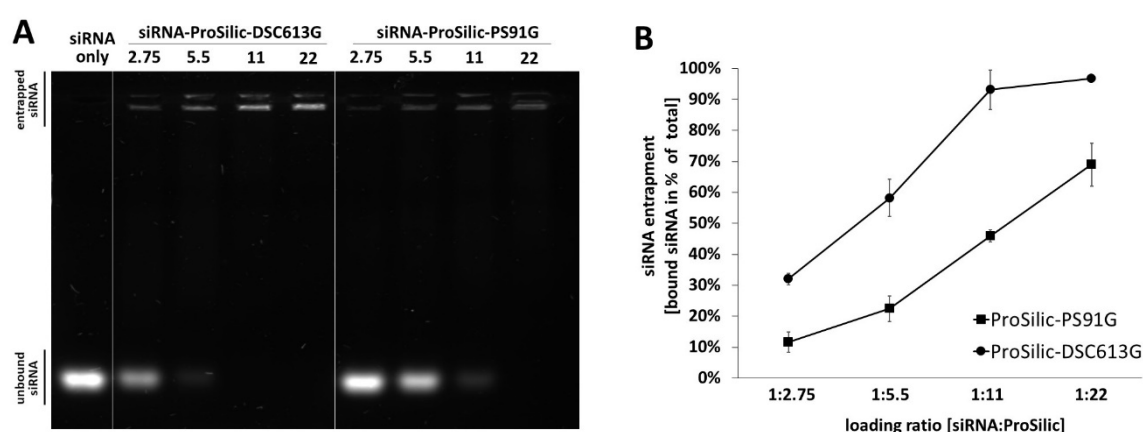 A
siRNA only
siRNA-ProSilic-DSC613G
siRNA-ProSilic-PS91G
2.75 5.5 11 22
2.75 5.5 11 22
entrapped siRNA
unbound siRNA
B
siRNA entrapment
[bound siRNA in % of total]
100%
90%
80%
70%
60%
50%
40%
30%
20%
10%
0%
ProSilic-PS91G
ProSilic-DSC613G
1:2.75 1:5.5 1:11 1:22
loading ratio [siRNA:ProSilic]